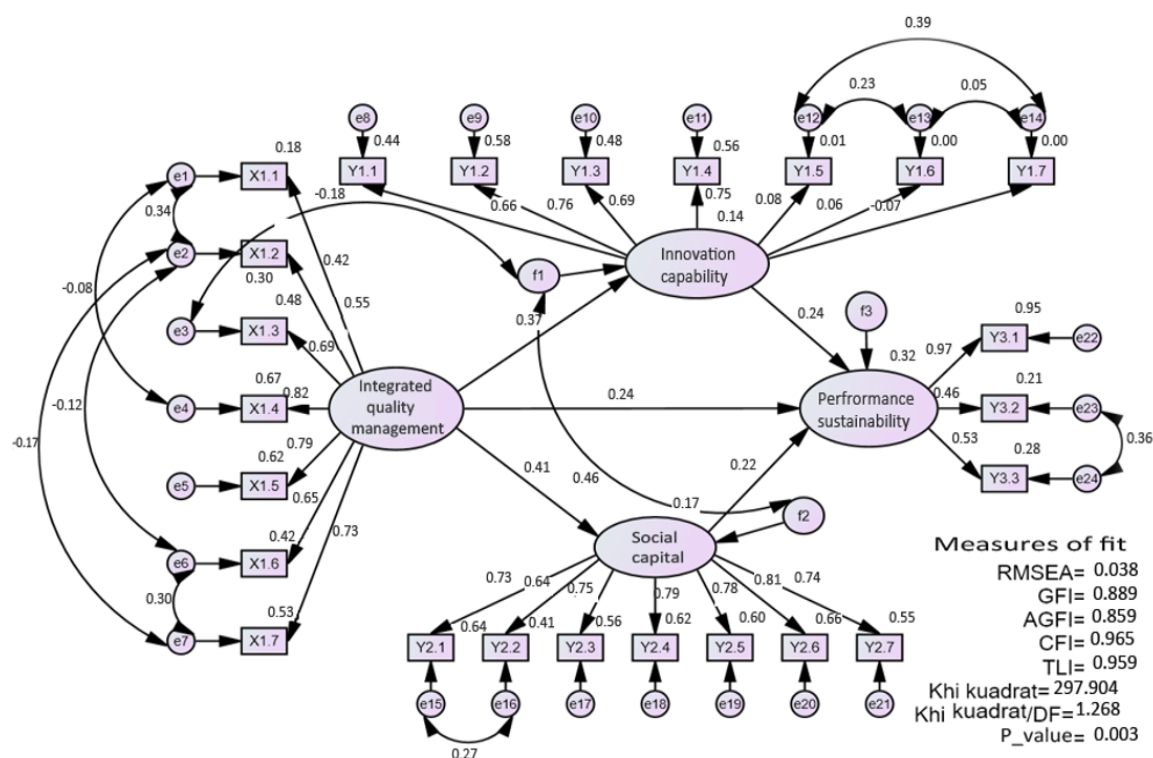 0.39
0.23
0.05
e8
e9
e10
e11
e12
e13
e14
0.44
0.58
0.48
0.56
0.01
0.00
0.00
Y1.1
Y1.2
Y1.3
Y1.4
Y1.5
Y1.6
Y1.7
0.18
e1
X1.1
-0.18
0.66
0.76
0.69
0.75
0.14
0.08
0.06
-0.07
0.34
e2
X1.2
0.30
0.42
f1
Innovation
capability
-0.08
0.48
0.55
e3
X1.3
0.69
0.37
0.24
f3
0.95
Y3.1
e22
0.32
0.97
0.67
0.82
Integrated
quality
management
0.24
Perfrormance
sustainability
0.46
0.21
Y3.2
e23
e4
X1.4
-0.12
-0.17
0.79
0.62
0.53
0.28
0.36
e5
X1.5
0.65
0.41
0.46
0.22
Y3.3
e24
0.17
f2
0.42
0.73
e6
X1.6
Social
capital
0.30
0.53
e7
X1.7
0.73
0.64
0.75
0.79
0.78
0.81
0.74
0.64
0.41
0.56
0.62
0.60
0.66
0.55
Y2.1
Y2.2
Y2.3
Y2.4
Y2.5
Y2.6
Y2.7
e15
e16
e17
e18
e19
e20
e21
0.27
Measures of fit
RMSEA= 0.038
GFI= 0.889
AGFI= 0.859
CFI= 0.965
TLI= 0.959
Khi kuadrat= 297.904
Khi kuadrat/DF= 1.268
P_value= 0.003